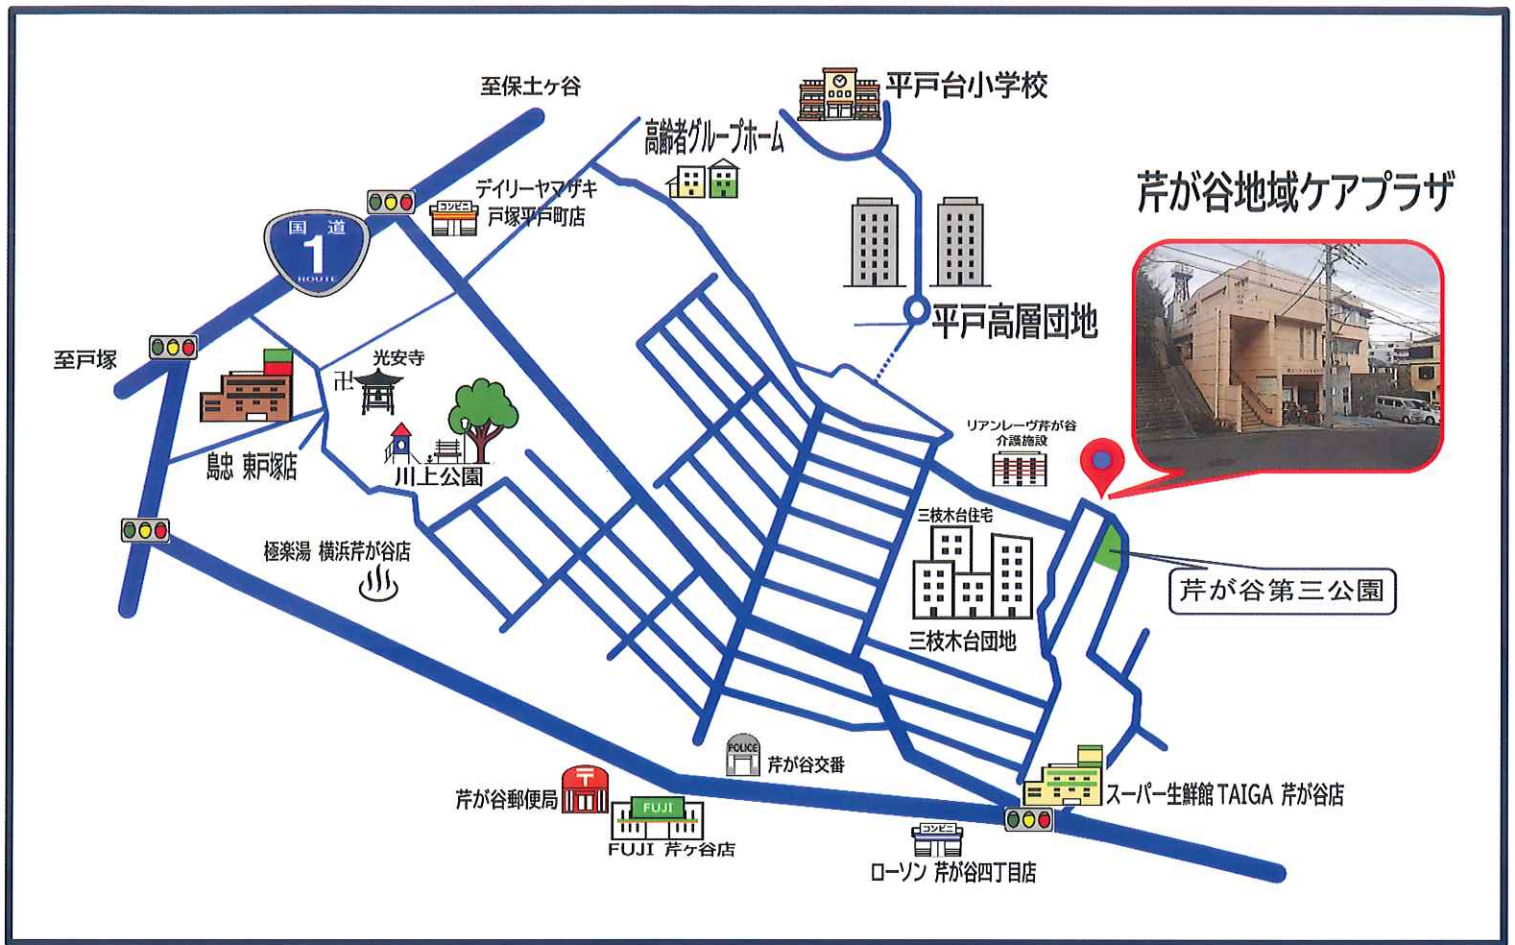 至保土ヶ谷
平戸台小学校
高齢者グループホーム
芹が谷地域ケアプラザ
デイリーヤマザキ
戸塚平戸町店
コンビニ
国道
1
ROUTE
平戸高層団地
至戸塚
光安寺
卍
リアンレーヴ芹が谷
介護施設
島忠 東戸塚店
川上公園
三枝木台住宅
極楽湯 横浜芹が谷店
芹が谷第三公園
三枝木台団地
POLICE
芹が谷交番
芹が谷郵便局
〒
FUJI
FUJI 芹ヶ谷店
スーパー生鮮館TAIGA 芹が谷店
コンビニ
ローソン 芹が谷四丁目店